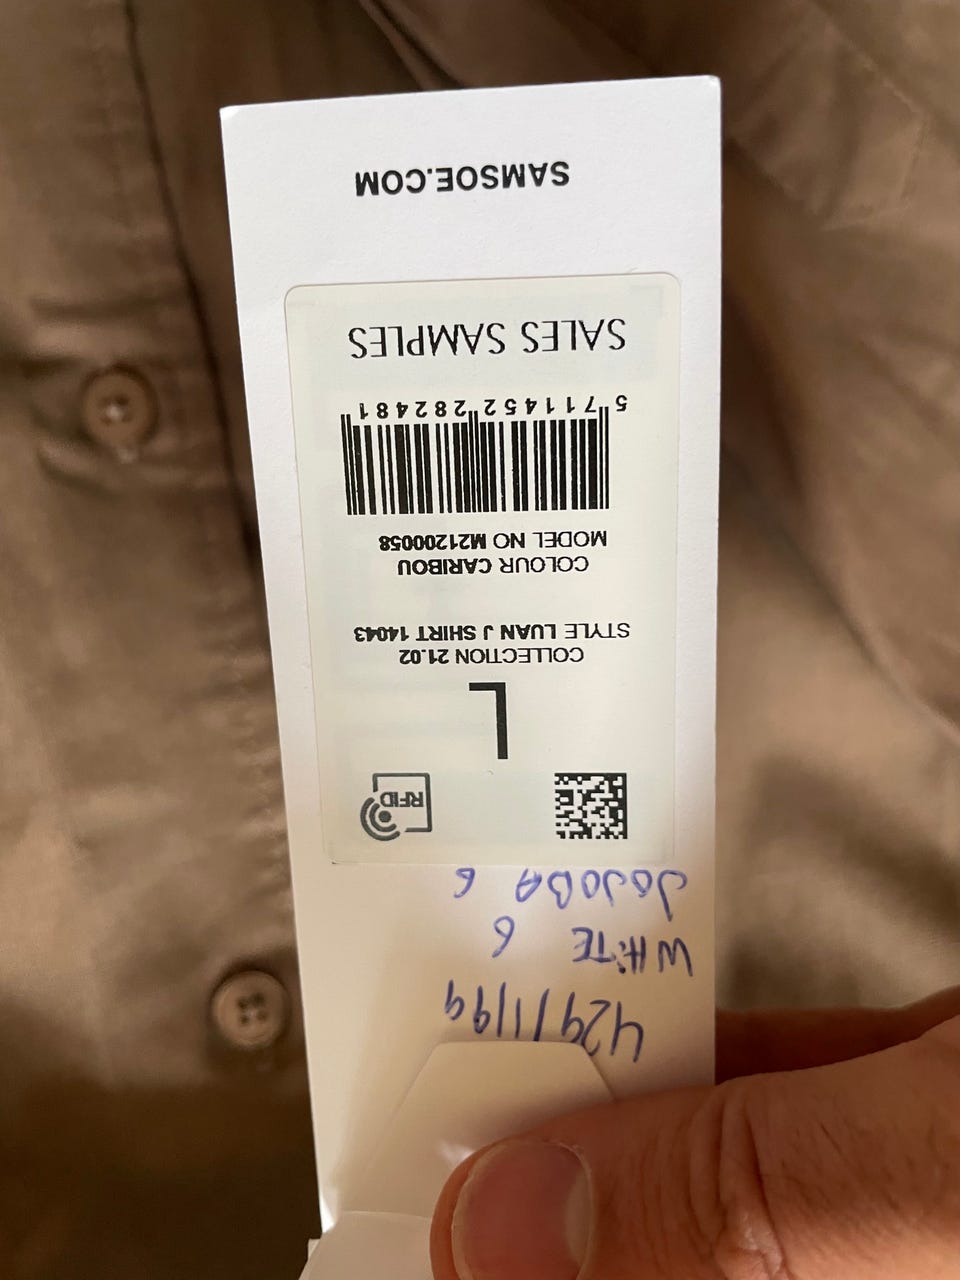 429/1199
WHITE 6
JOJOBA 6
RFID
L
COLLECTION 21.02
STYLE LUAN J SHIRT 14043
COLOUR CARIBOU
MODEL NO M21200058
5 711452 282481
SALES SAMPLES
SAMSOE.COM